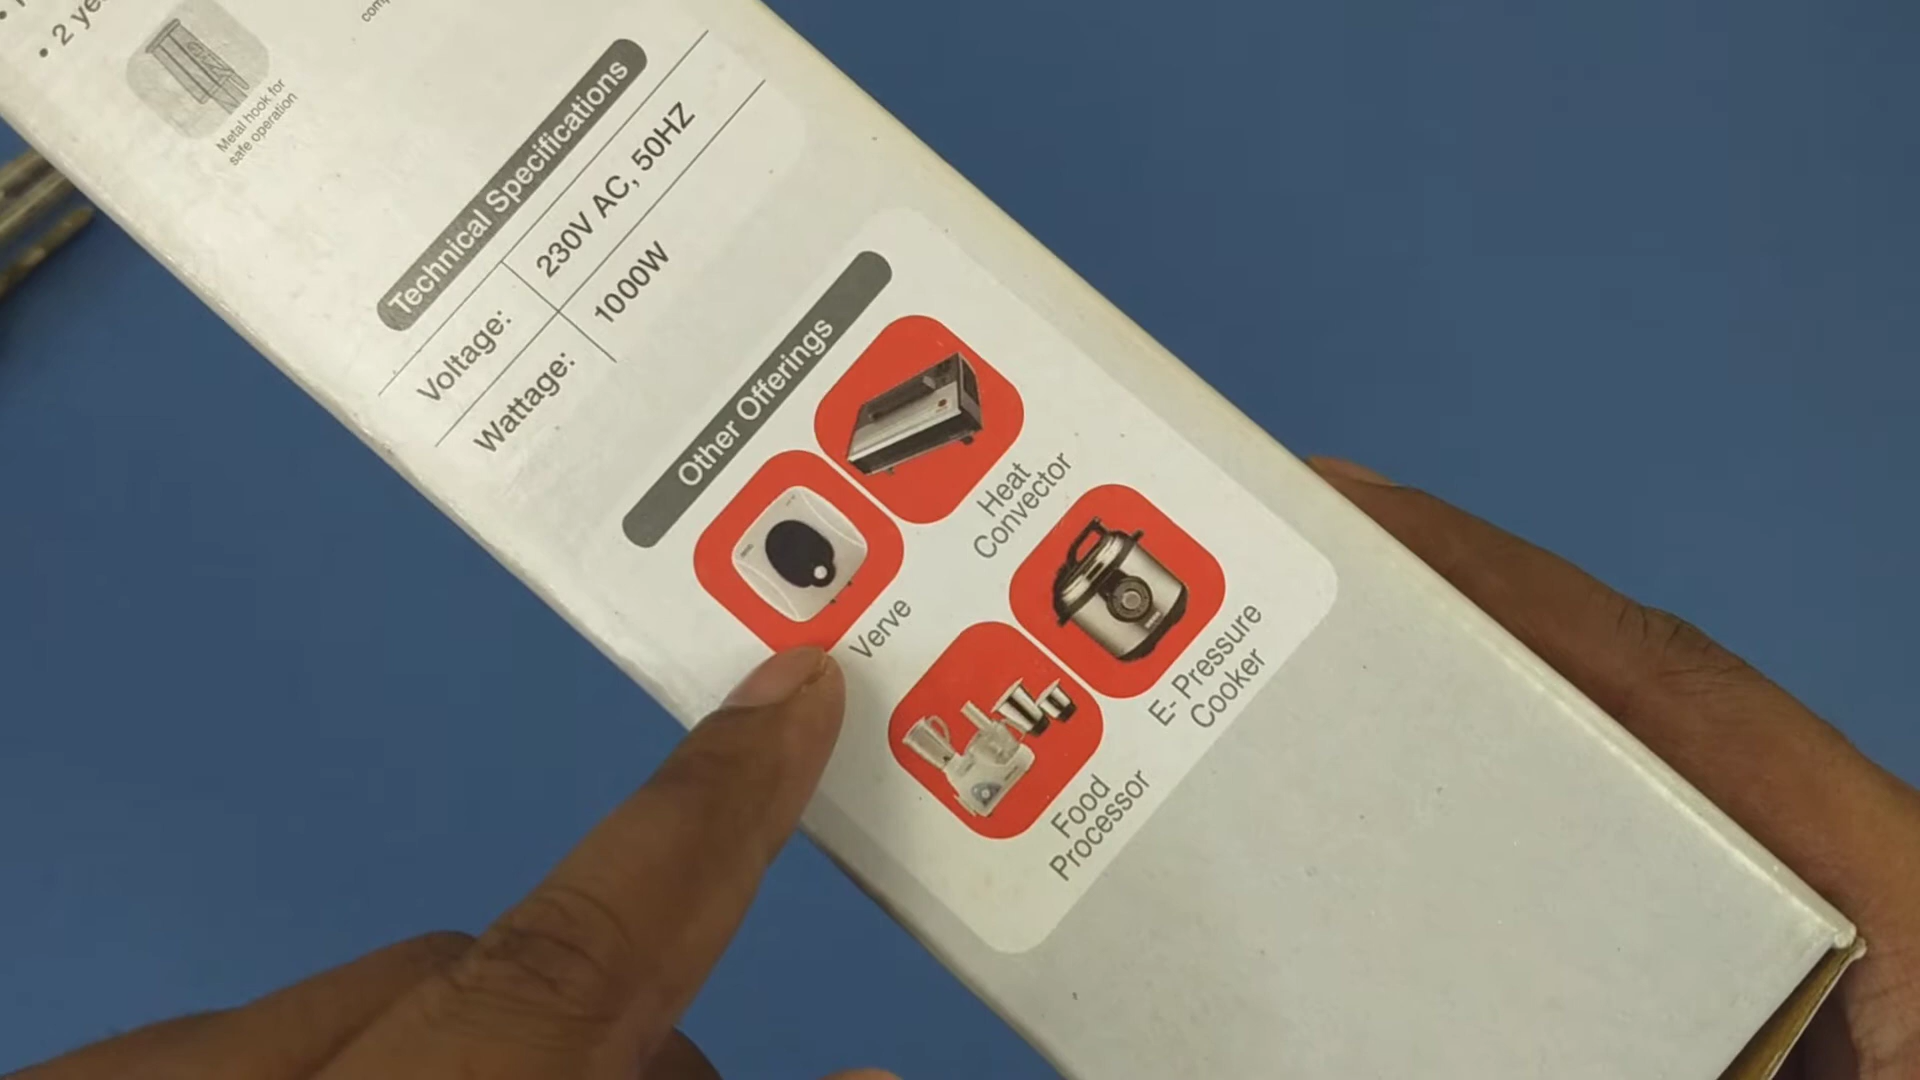 • 2
Metal hook for
safe operation
Technical Specifications
Voltage: 230V AC, 50HZ
Wattage: 1000W
Other Offerings
Verve
Heat
Convector
Food
Processor
E- Pressure
Cooker